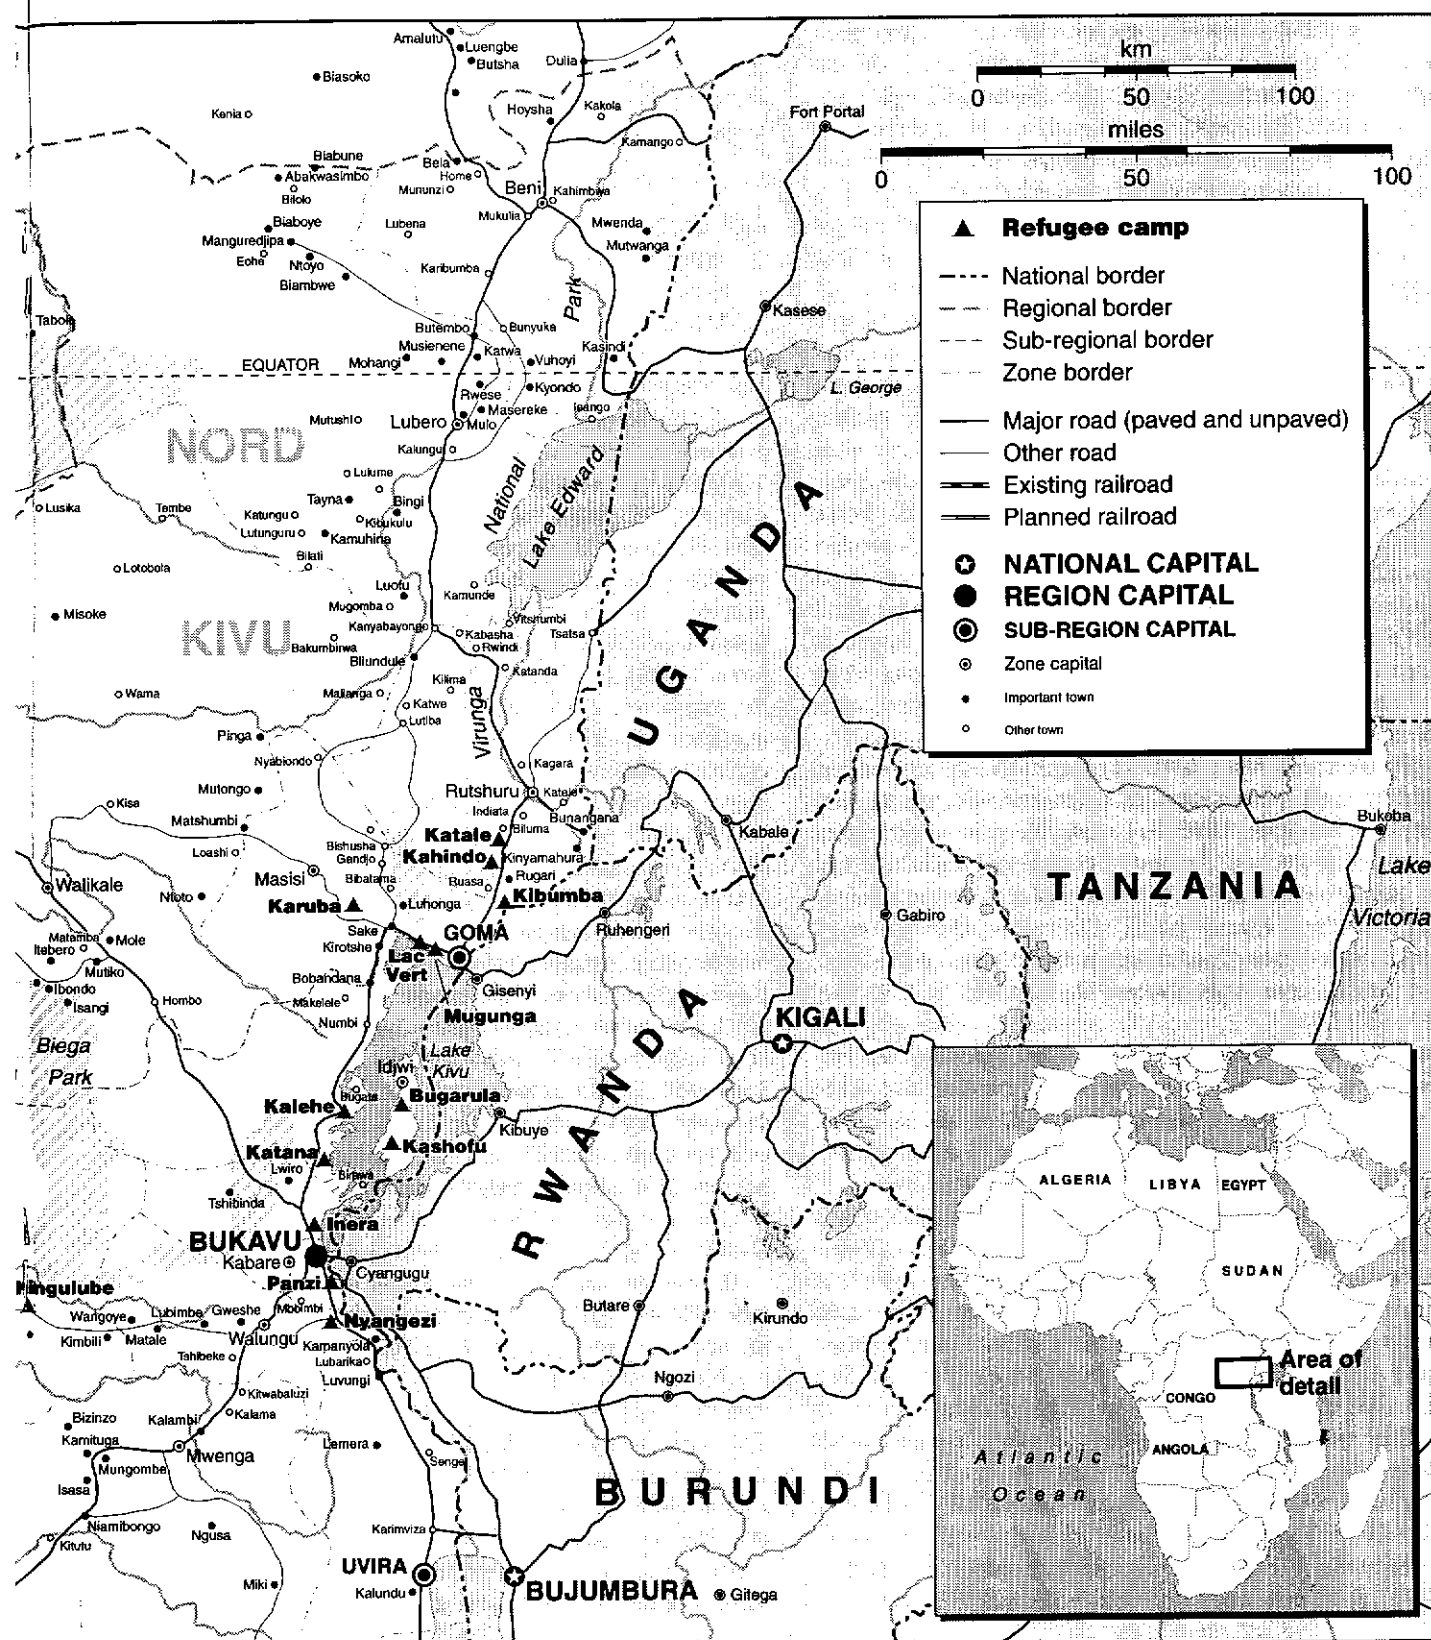 Amalutu
Luengbe
Butsha
Dulia
Biasoko
Kenia
Hoysha
Kakola
Fort Portal
km
0 50 100
miles
0 50 100
Kamango
Biabune
Abakwasimbo
Bilolo
Bela
Home
Mununzi
Beni
Kahimbiya
Mukulia
Biaboye
Manguredjipa
Eoha
Ntoyo
Biambwe
Lubena
Mwenda
Mutwanga
Karibumba
Park
Refugee camp
National border
Regional border
Sub-regional border
Zone border
Major road (paved and unpaved)
Other road
Existing railroad
Planned railroad
NATIONAL CAPITAL
REGION CAPITAL
SUB-REGION CAPITAL
Zone capital
Important town
Other town
Kasese
Butembo
Bunyuka
Musienene
Katwa
Vuhoyi
Kasindi
EQUATOR
Mohangi
L. George
Kyondo
Rwese
Masereke
Lubero
Mulo
Mutushi
Kalungu
NORD
KIVU
Lulume
Tayna
Bingi
Katungu
Kibukulu
Lutunguru
Kamuhina
Bilati
Lusika
Tembe
Lotobola
Misoke
National
Lake Edward
UGANDA
Luofu
Mugomba
Kamunde
Kanyabayongo
Vitshumbi
Kabasha
Rwindi
Tsatsa
Bakumbirwa
Bliundule
Katanda
Kilima
Malianga
Katwe
Lutiba
Wama
Virunga
Pinga
Nyabiondo
Kagara
Mutongo
Rutshuru
Katale
Kisa
Indiata
Bunangana
Matshumbi
Katale
Biluma
Kabale
Bukoba
Loashi
Bishusha
Gandjo
Kahindo
Kinyamahura
Rugari
Walikale
Masisi
Bibatama
Ruasa
TANZANIA
Lake
Victoria
Ntoto
Karuba
Luhonga
Kibumba
Gabiro
Ruhengeri
Sake
GOMA
Matamba
Mole
Itebero
Kirotshe
Lac
Vert
Mutiko
Ibondo
Isangi
Bobandana
Gisenyi
Makelele
Hombo
Mugunga
Numbi
KIGALI
RWANDA
Biega
Park
Lake
Kivu
Idjwi
Bugarula
Kalehe
Kibuye
Kashofu
Katana
Lwiro
Birawa
Tshibinda
Inera
BUKAVU
Kabare
Cyangugu
Panzi
Mbbimbi
Wangoye
Lubimbe
Gweshe
Nyangezi
Butare
Kirundo
Kimbili
Matale
Walungu
Kamanyola
Tahibeke
Lubarika
Luvungi
Ngozi
Kitwabaluzi
Kalama
Bizinzo
Kalambi
Kamituga
Mwenga
Mungombe
Lemera
Isasa
Senge
BURUNDI
Niamibongo
Ngusa
Kitutu
Karimviza
UVIRA
Miki
Kalundu
BUJUMBURA
Gitega
ALGERIA
LIBYA
EGYPT
SUDAN
Area of
detail
CONGO
ANGOLA
Atlantic
Ocean